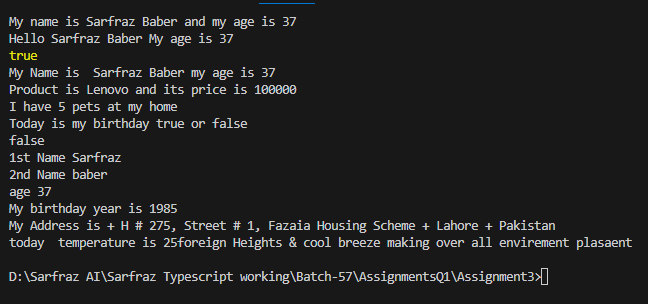 My name is Sarfraz Baber and my age is 37
Hello Sarfraz Baber My age is 37
true
My Name is  Sarfraz Baber my age is 37
Product is Lenovo and its price is 100000
I have 5 pets at my home
Today is my birthday true or false
false
1st Name Sarfraz
2nd Name baber
age 37
My birthday year is 1985
My Address is + H # 275, Street # 1, Fazaia Housing Scheme + Lahore + Pakistan
today  temperature is 25foreign Heights & cool breeze making over all envirement plasaent
D:\Sarfraz AI\Sarfraz Typescript working\Batch-57\AssignmentsQ1\Assignment3>